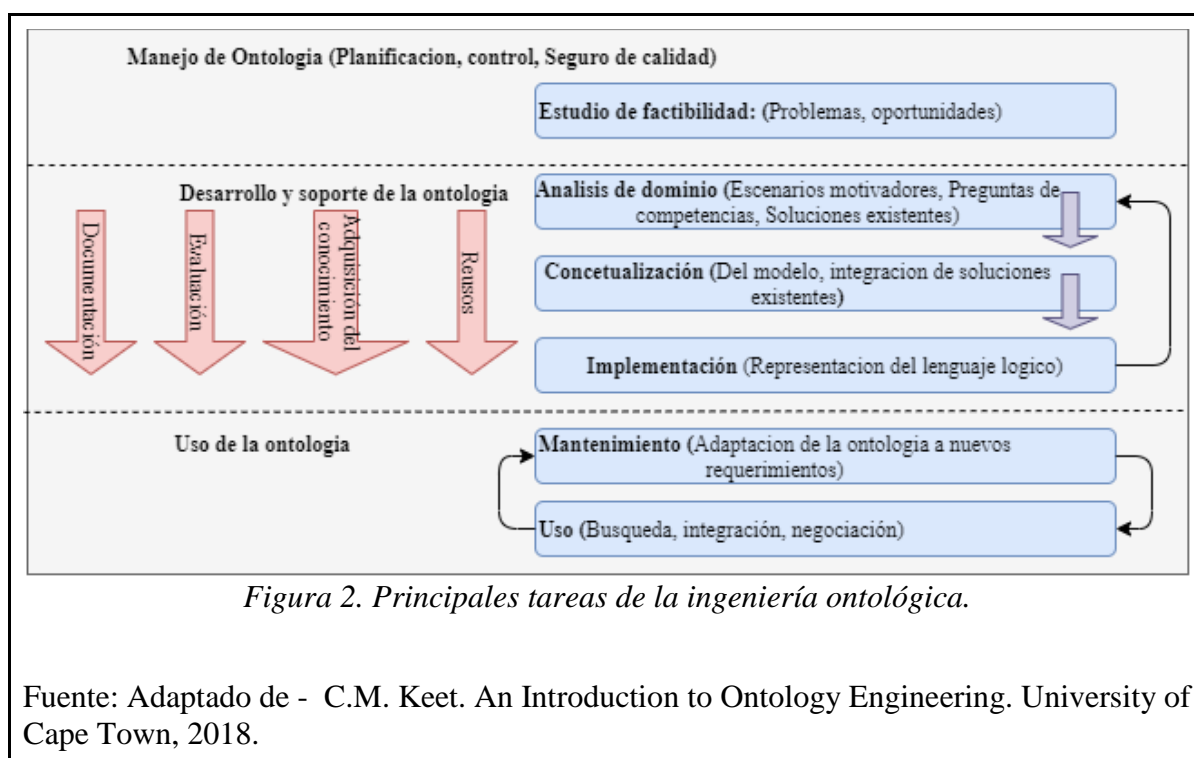 Manejo de Ontologia (Planificacion, control, Seguro de calidad)
Estudio de factibilidad: (Problemas, oportunidades)
Desarrollo y soporte de la ontologia
Documentación
Evaluación
Adquisición del
conocimiento
Reusos
Analisis de dominio (Escenarios motivadores, Preguntas de
competencias, Soluciones existentes)
Concetualización (Del modelo, integracion de soluciones
existentes)
Implementación (Representacion del lenguaje logico)
Uso de la ontologia
Mantenimiento (Adaptacion de la ontologia a nuevos
requerimientos)
Uso (Busqueda, integración, negociación)
Figura 2. Principales tareas de la ingeniería ontológica.
Fuente: Adaptado de - C.M. Keet. An Introduction to Ontology Engineering. University of
Cape Town, 2018.